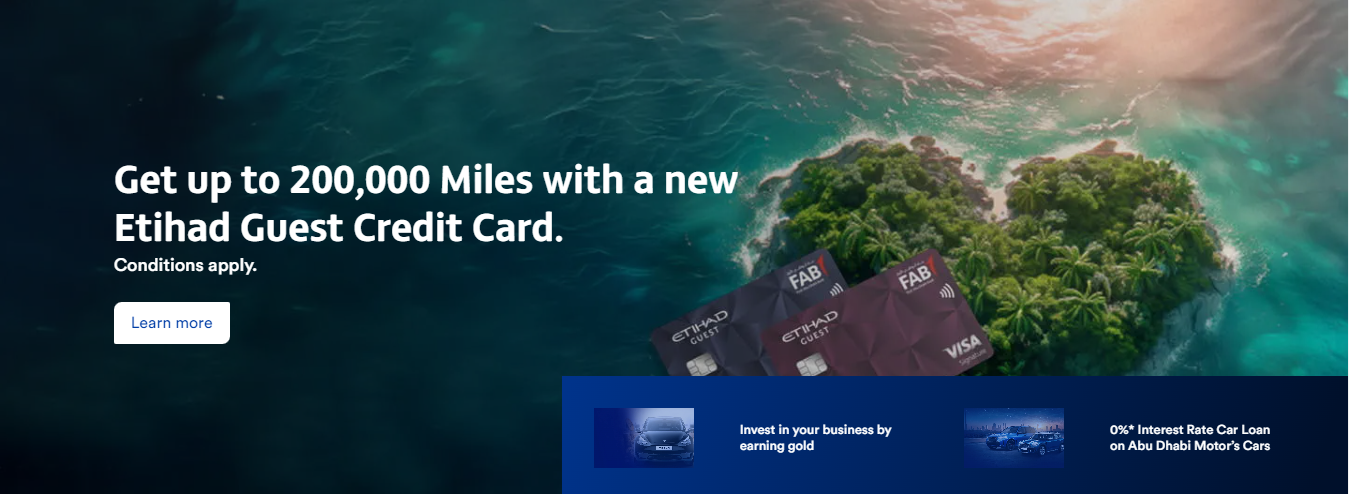 Get up to 200,000 Miles with a new
Etihad Guest Credit Card.
Conditions apply.
Learn more
FAB
ETIHAD
GUEST
FAB
ETIHAD
GUEST
VISA
Signature
Invest in your business by
earning gold
0%* Interest Rate Car Loan
on Abu Dhabi Motor's Cars